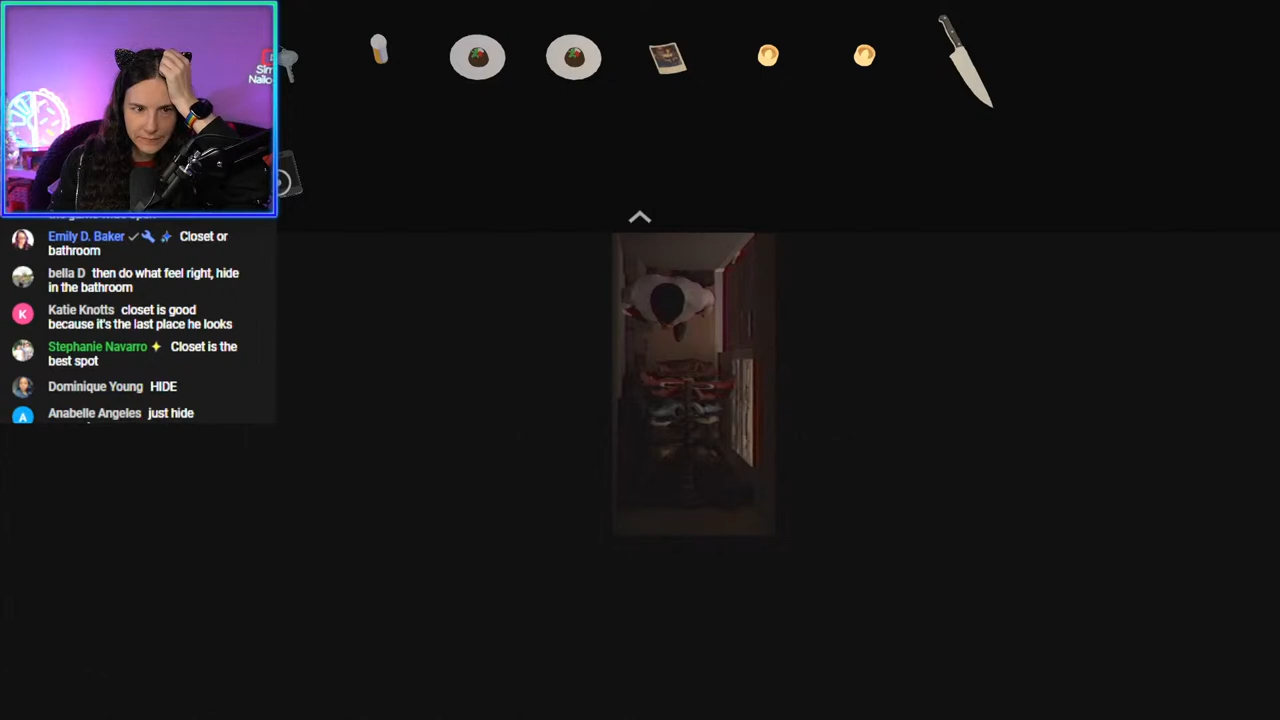 Emily D. Baker Closet or
bathroom
bella D then do what feel right, hide
in the bathroom
Katie Knotts closet is good
because it's the last place he looks
K
Stephanie Navarro Closet is the
best spot
Dominique Young HIDE
Anabelle Angeles just hide
A